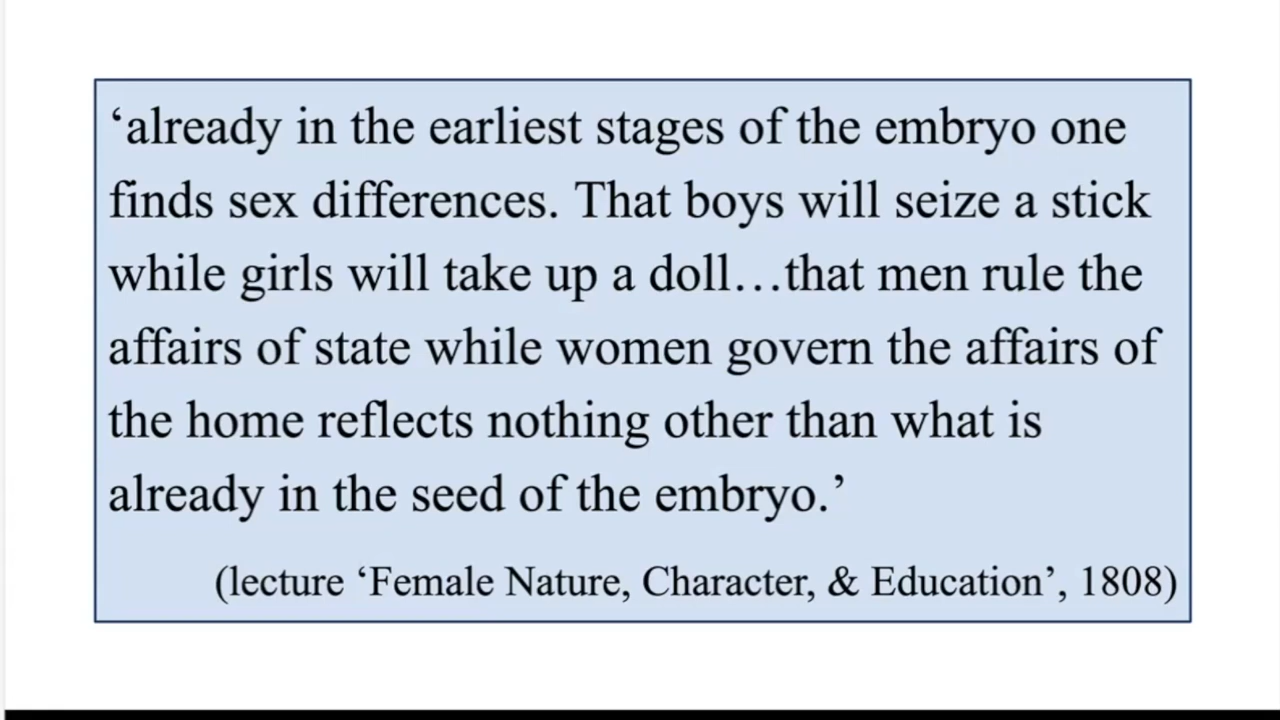 ‘already in the earliest stages of the embryo one
finds sex differences. That boys will seize a stick
while girls will take up a doll…that men rule the
affairs of state while women govern the affairs of
the home reflects nothing other than what is
already in the seed of the embryo.’
(lecture ‘Female Nature, Character, & Education’, 1808)